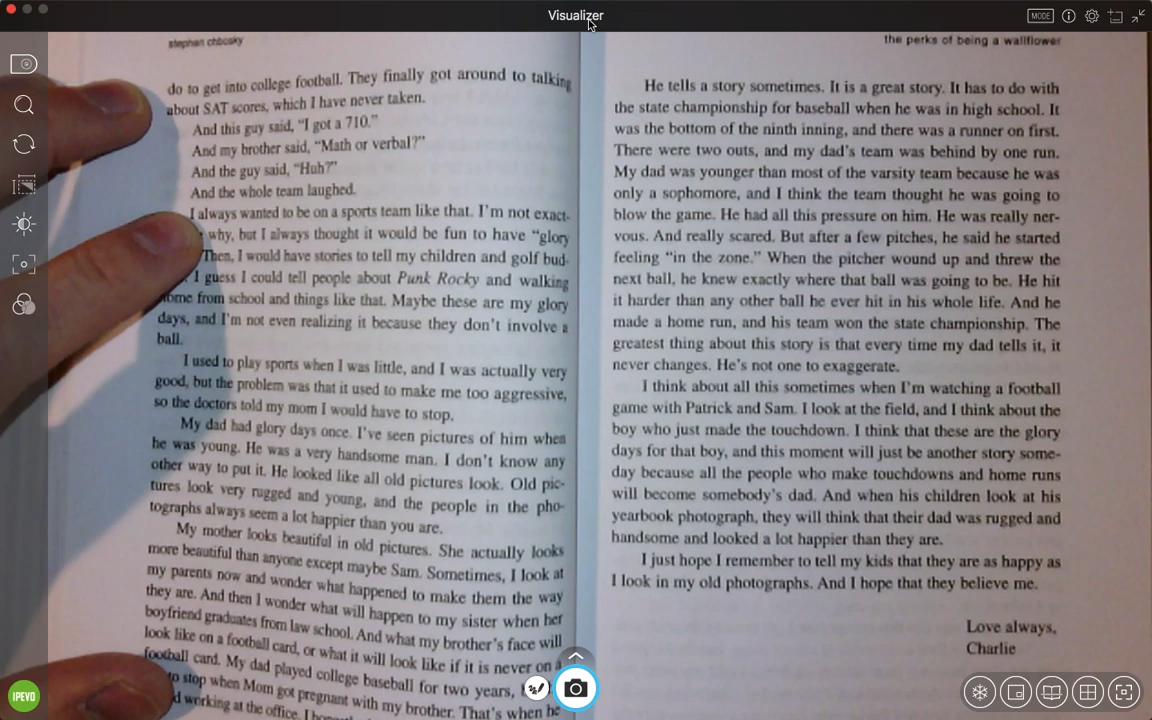 Visualizer
MODE
stephen chbosky
do to get into college football. They finally got around to talking
about SAT scores, which I have never taken.
And this guy said, “I got a 710.”
And my brother said, “Math or verbal?”
And the guy said, “Huh?”
And the whole team laughed.
I always wanted to be on a sports team like that. I’m not exact-
why, but I always thought it would be fun to have “glory
Then, I would have stories to tell my children and golf bud-
I guess I could tell people about Punk Rocky and walking
home from school and things like that. Maybe these are my glory
days, and I’m not even realizing it because they don’t involve a
ball.
I used to play sports when I was little, and I was actually very
good, but the problem was that it used to make me too aggressive,
so the doctors told my mom I would have to stop.
My dad had glory days once. I’ve seen pictures of him when
he was young. He was a very handsome man. I don’t know any
other way to put it. He looked like all old pictures look. Old pic-
tures look very rugged and young, and the people in the pho-
tographs always seem a lot happier than you are.
My mother looks beautiful in old pictures. She actually looks
more beautiful than anyone except maybe Sam. Sometimes, I look at
my parents now and wonder what happened to make them the way
they are. And then I wonder what will happen to my sister when her
boyfriend graduates from law school. And what my brother’s face will
look like on a football card, or what it will look like if it is never on a
football card. My dad played college baseball for two years,
to stop when Mom got pregnant with my brother. That’s when he
working at the office. I
the perks of being a wallflower
He tells a story sometimes. It is a great story. It has to do with
the state championship for baseball when he was in high school. It
was the bottom of the ninth inning, and there was a runner on first.
There were two outs, and my dad’s team was behind by one run.
My dad was younger than most of the varsity team because he was
only a sophomore, and I think the team thought he was going to
blow the game. He had all this pressure on him. He was really ner-
vous. And really scared. But after a few pitches, he said he started
feeling “in the zone.” When the pitcher wound up and threw the
next ball, he knew exactly where that ball was going to be. He hit
it harder than any other ball he ever hit in his whole life. And he
made a home run, and his team won the state championship. The
greatest thing about this story is that every time my dad tells it, it
never changes. He’s not one to exaggerate.
I think about all this sometimes when I’m watching a football
game with Patrick and Sam. I look at the field, and I think about the
boy who just made the touchdown. I think that these are the glory
days for that boy, and this moment will just be another story some-
day because all the people who make touchdowns and home runs
will become somebody’s dad. And when his children look at his
yearbook photograph, they will think that their dad was rugged and
handsome and looked a lot happier than they are.
I just hope I remember to tell my kids that they are as happy as
I look in my old photographs. And I hope that they believe me.
Love always,
Charlie
IPEVO